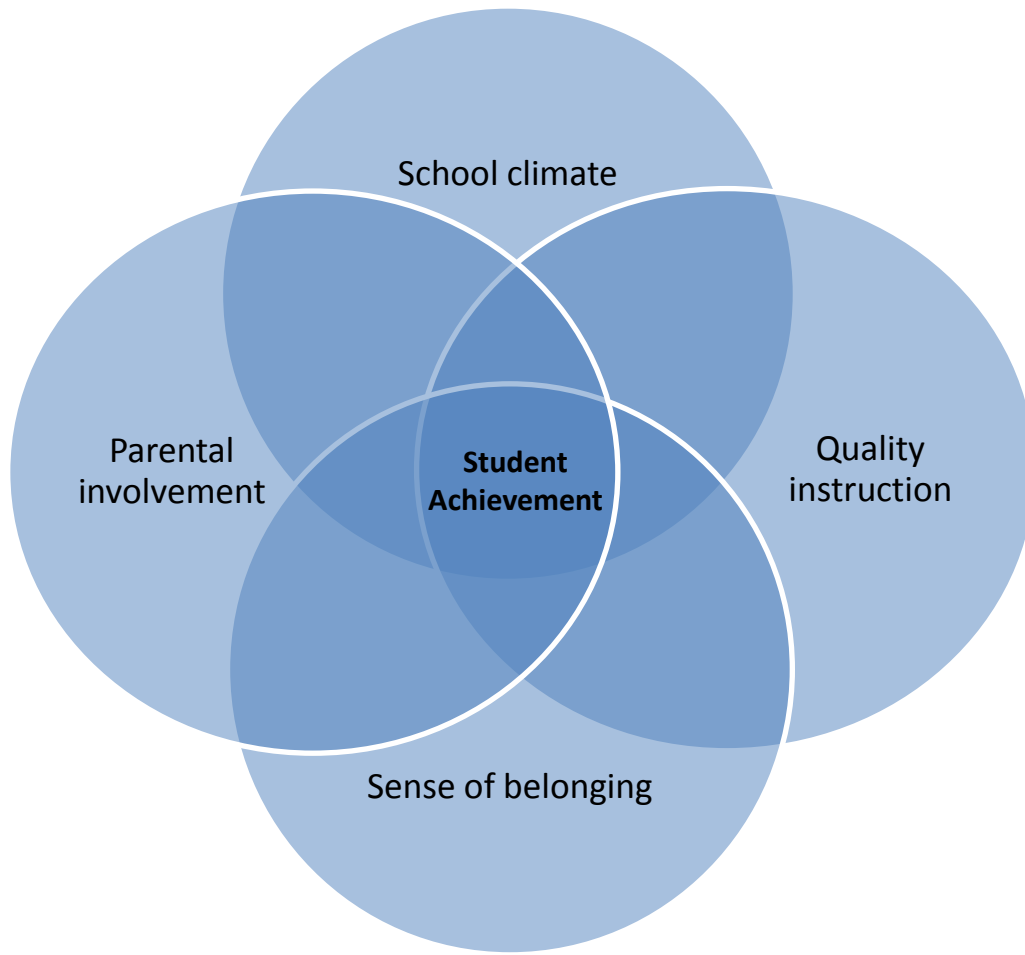 School climate
Parental
involvement
Student
Achievement
Quality
instruction
Sense of belonging